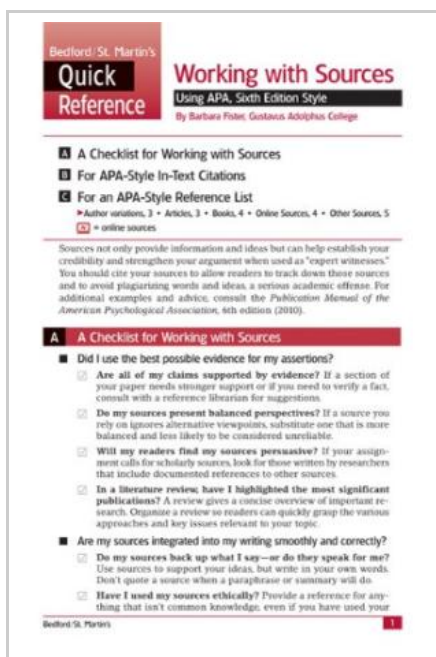 Bedford/St. Martin's
Quick
Reference
Working with Sources
Using APA, Sixth Edition Style
By Barbara Fister, Gustavus Adolphus College
A A Checklist for Working with Sources
B For APA-Style In-Text Citations
C For an APA-Style Reference List
▶Author variations, 3 • Articles, 3 • Books, 4 • Online Sources, 4 • Other Sources, 5
= online sources
Sources not only provide information and ideas but can help establish your
credibility and strengthen your argument when used as "expert witnesses."
You should cite your sources to allow readers to track down those sources
and to avoid plagiarizing words and ideas, a serious academic offense. For
additional examples and advice, consult the Publication Manual of the
American Psychological Association, 6th edition (2010).
A A Checklist for Working with Sources
■ Did I use the best possible evidence for my assertions?
☑ Are all of my claims supported by evidence? If a section of
your paper needs stronger support or if you need to verify a fact,
consult with a reference librarian for suggestions.
☑ Do my sources present balanced perspectives? If a source you
rely on ignores alternative viewpoints, substitute one that is more
balanced and less likely to be considered unreliable.
☑ Will my readers find my sources persuasive? If your assign-
ment calls for scholarly sources, look for those written by researchers
that include documented references to other sources.
☑ In a literature review, have I highlighted the most significant
publications? A review gives a concise overview of important re-
search. Organize a review so readers can quickly grasp the various
approaches and key issues relevant to your topic.
■ Are my sources integrated into my writing smoothly and correctly?
☑ Do my sources back up what I say—or do they speak for me?
Use sources to support your ideas, but write in your own words.
Don't quote a source when a paraphrase or summary will do.
☑ Have I used my sources ethically? Provide a reference for any-
thing that isn't common knowledge, even if you have used your
Bedford/St. Martin's 1